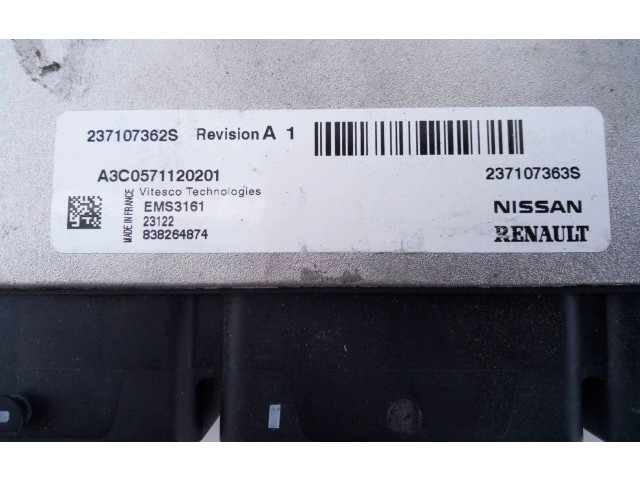 237107362S Revision A 1
A3C0571120201
237107363S
MADE IN FRANCE
Vitesco Technologies
EMS3161
23122
838264874
NISSAN
RENAULT